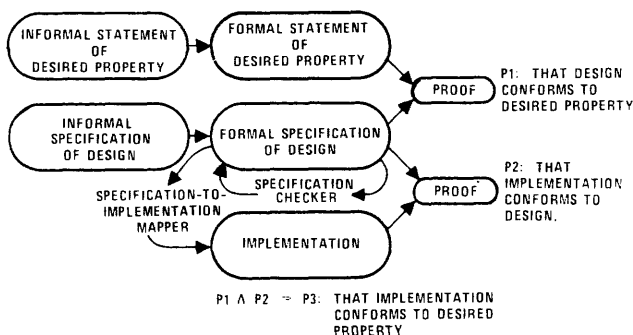 INFORMAL STATEMENT
OF
DESIRED PROPERTY
FORMAL STATEMENT
OF
DESIRED PROPERTY
PROOF
P1: THAT DESIGN
CONFORMS TO
DESIRED PROPERTY
INFORMAL
SPECIFICATION
OF DESIGN
FORMAL SPECIFICATION
OF DESIGN
SPECIFICATION
CHECKER
SPECIFICATION-TO-
IMPLEMENTATION
MAPPER
PROOF
P2: THAT
IMPLEMENTATION
CONFORMS TO
DESIGN.
IMPLEMENTATION
P1 Λ P2 = P3: THAT IMPLEMENTATION
CONFORMS TO DESIRED
PROPERTY